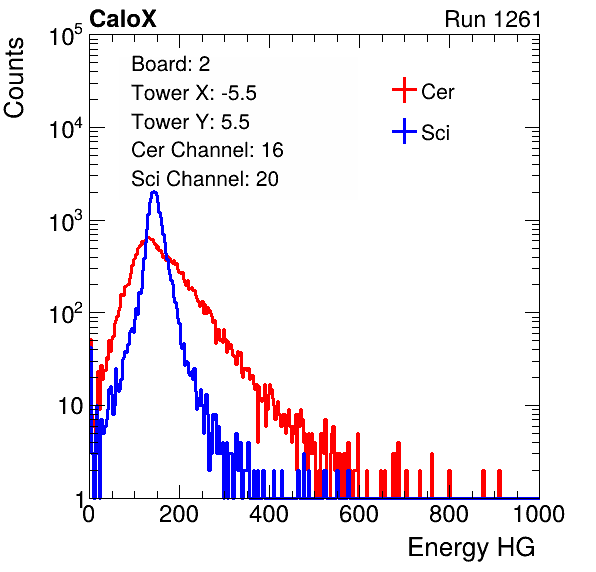 CaloX Run 1261
Counts
Board: 2
Tower X: -5.5
Tower Y: 5.5
Cer Channel: 16
Sci Channel: 20
Cer
Sci
10^5
10^4
10^3
10^2
10
1
0 200 400 600 800 1000
Energy HG